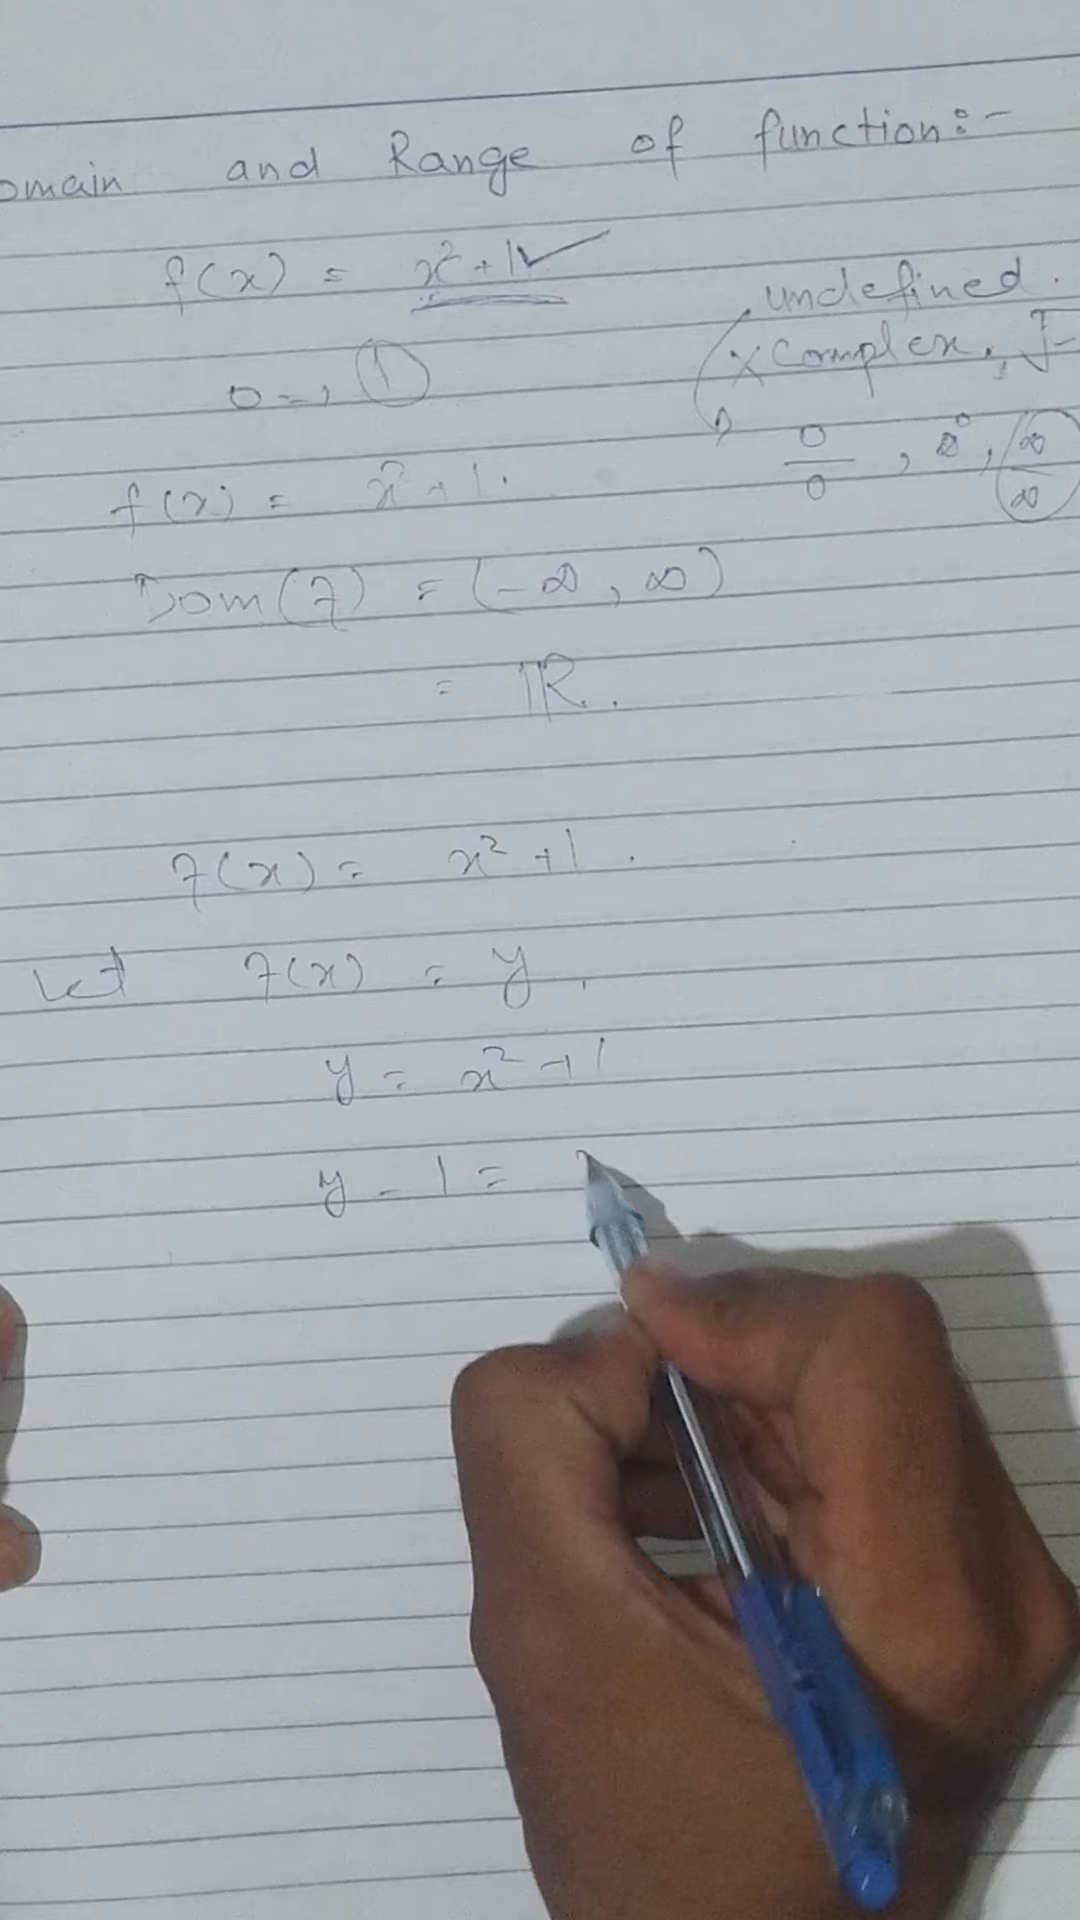 omain and Range of function:-
f(x) = x²+1 ✓
undefined.
x complex, √-
0 - , 1
0/0 , ∞⁰, ∞/∞
f(x) = x²+1.
Dom(f) = (-∞, ∞)
= ℝ.
f(x) = x²+1.
Let f(x) = y.
y = x²+1
y - 1 =